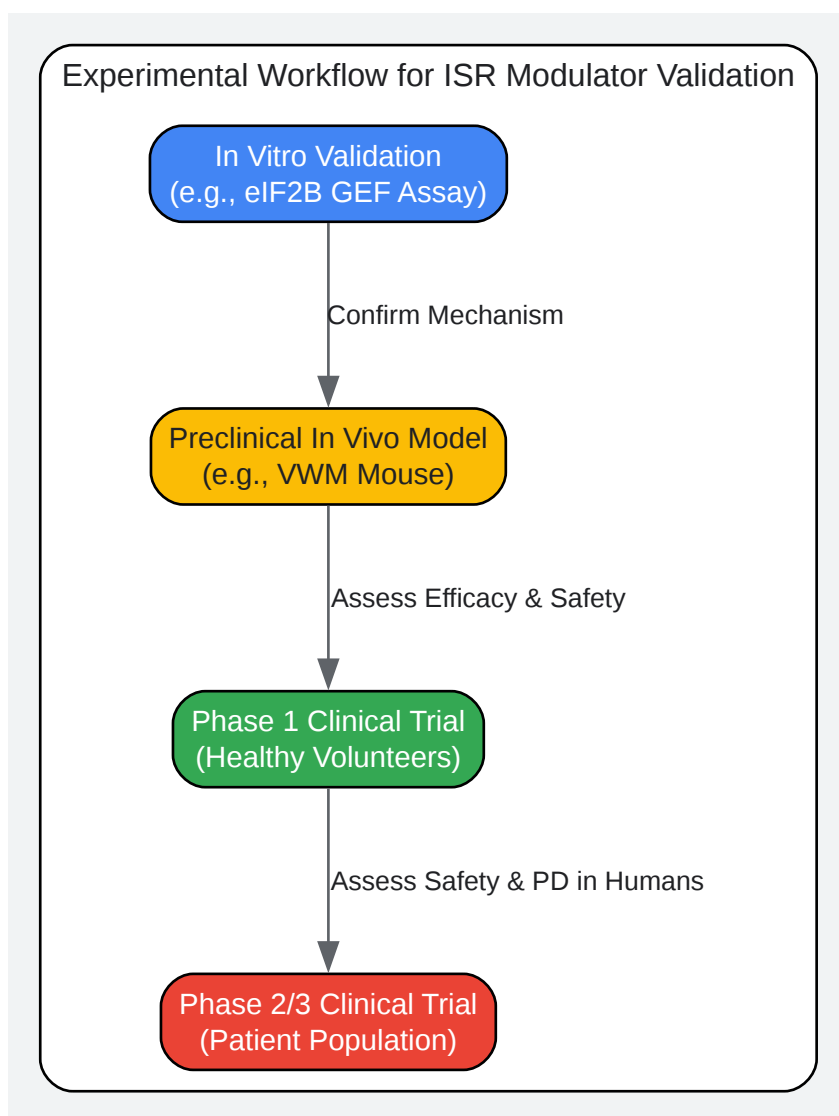 Experimental Workflow for ISR Modulator Validation
In Vitro Validation
(e.g., eIF2B GEF Assay)
Confirm Mechanism
Preclinical In Vivo Model
(e.g., VWM Mouse)
Assess Efficacy & Safety
Phase 1 Clinical Trial
(Healthy Volunteers)
Assess Safety & PD in Humans
Phase 2/3 Clinical Trial
(Patient Population)